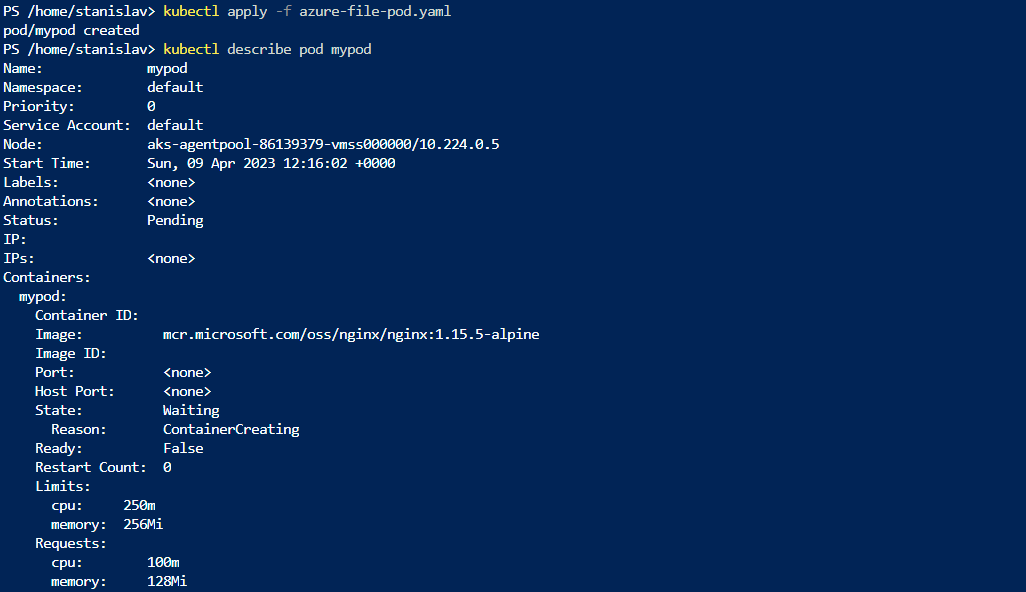 PS /home/stanislav> kubectl apply -f azure-file-pod.yaml
pod/mypod created
PS /home/stanislav> kubectl describe pod mypod
Name:             mypod
Namespace:        default
Priority:         0
Service Account:  default
Node:             aks-agentpool-86139379-vmss000000/10.224.0.5
Start Time:       Sun, 09 Apr 2023 12:16:02 +0000
Labels:           <none>
Annotations:      <none>
Status:           Pending
IP:
IPs:              <none>
Containers:
  mypod:
    Container ID:
    Image:          mcr.microsoft.com/oss/nginx/nginx:1.15.5-alpine
    Image ID:
    Port:           <none>
    Host Port:      <none>
    State:          Waiting
      Reason:       ContainerCreating
    Ready:          False
    Restart Count:  0
    Limits:
      cpu:     250m
      memory:  256Mi
    Requests:
      cpu:        100m
      memory:     128Mi